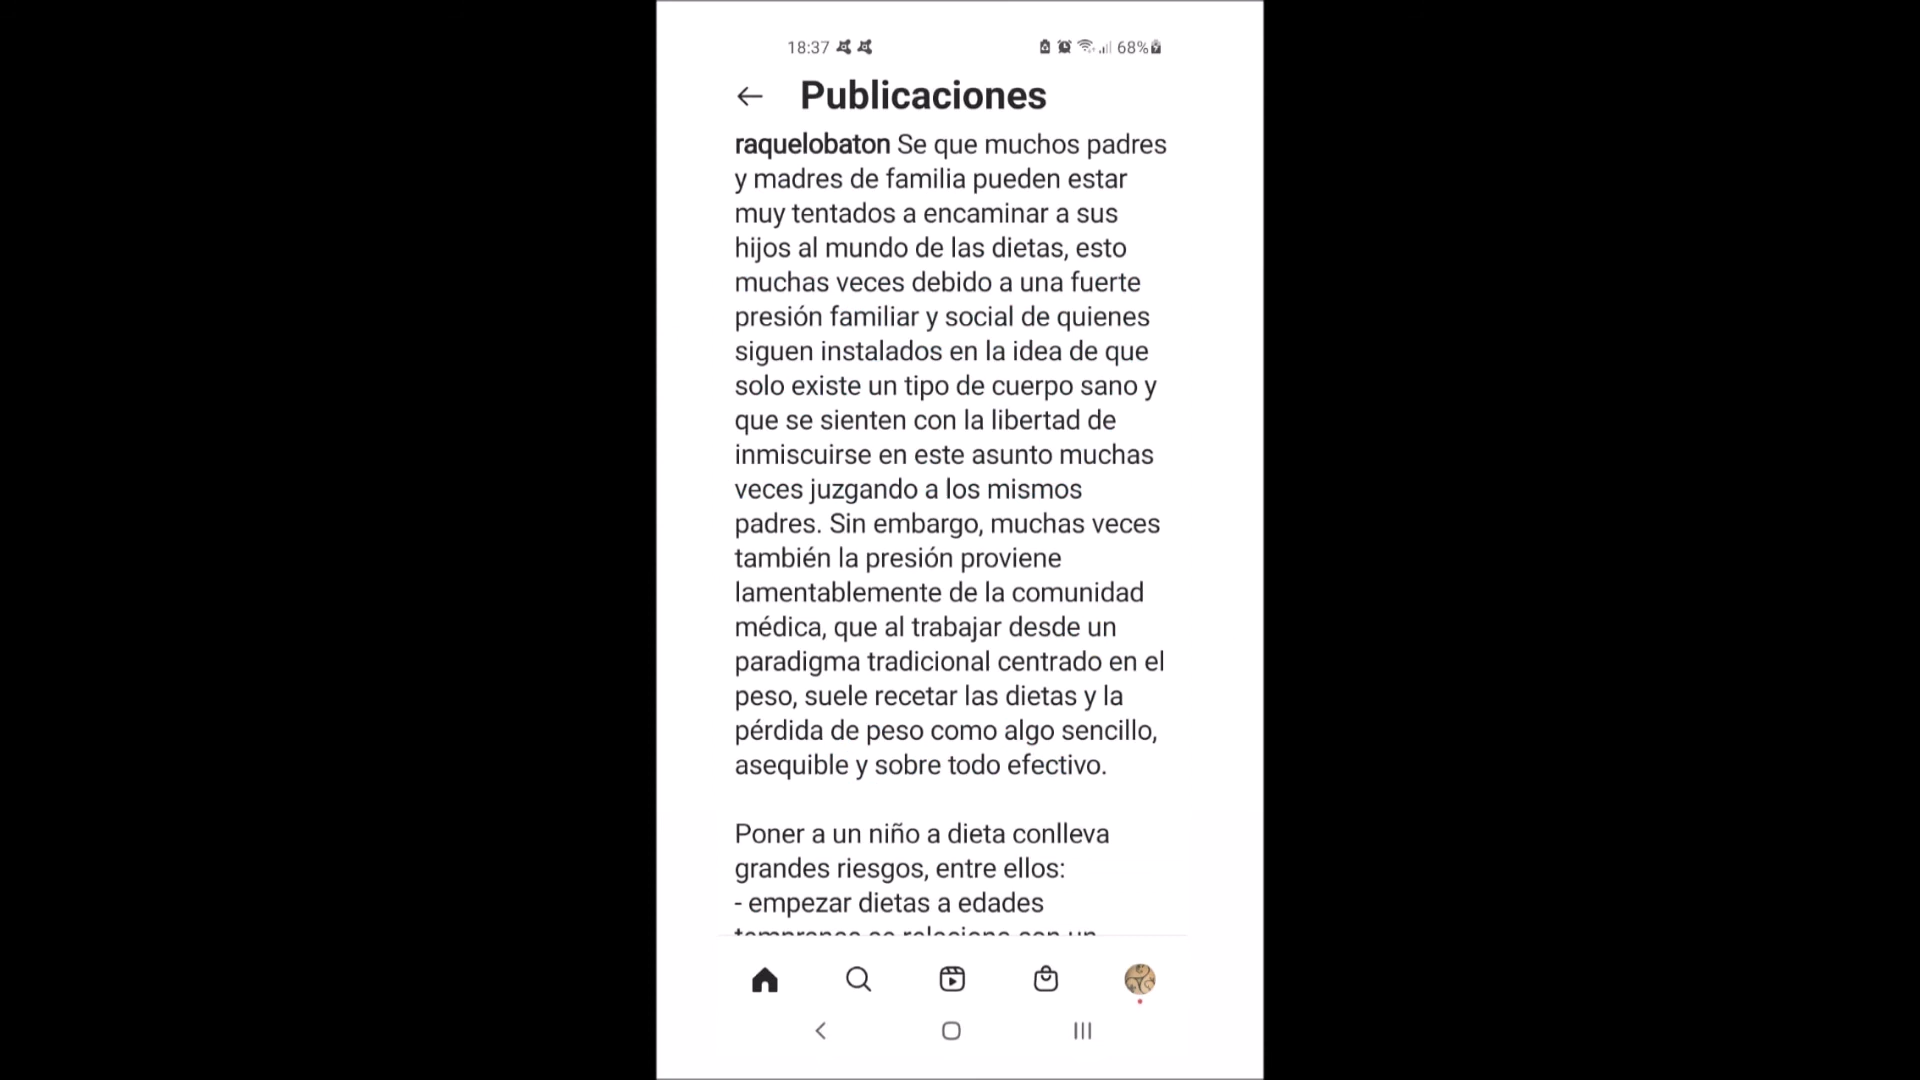 18:37
68%
Publicaciones
raquelobaton Se que muchos padres
y madres de familia pueden estar
muy tentados a encaminar a sus
hijos al mundo de las dietas, esto
muchas veces debido a una fuerte
presión familiar y social de quienes
siguen instalados en la idea de que
solo existe un tipo de cuerpo sano y
que se sienten con la libertad de
inmiscuirse en este asunto muchas
veces juzgando a los mismos
padres. Sin embargo, muchas veces
también la presión proviene
lamentablemente de la comunidad
médica, que al trabajar desde un
paradigma tradicional centrado en el
peso, suele recetar las dietas y la
pérdida de peso como algo sencillo,
asequible y sobre todo efectivo.
Poner a un niño a dieta conlleva
grandes riesgos, entre ellos:
- empezar dietas a edades
tempranas se relaciona con un